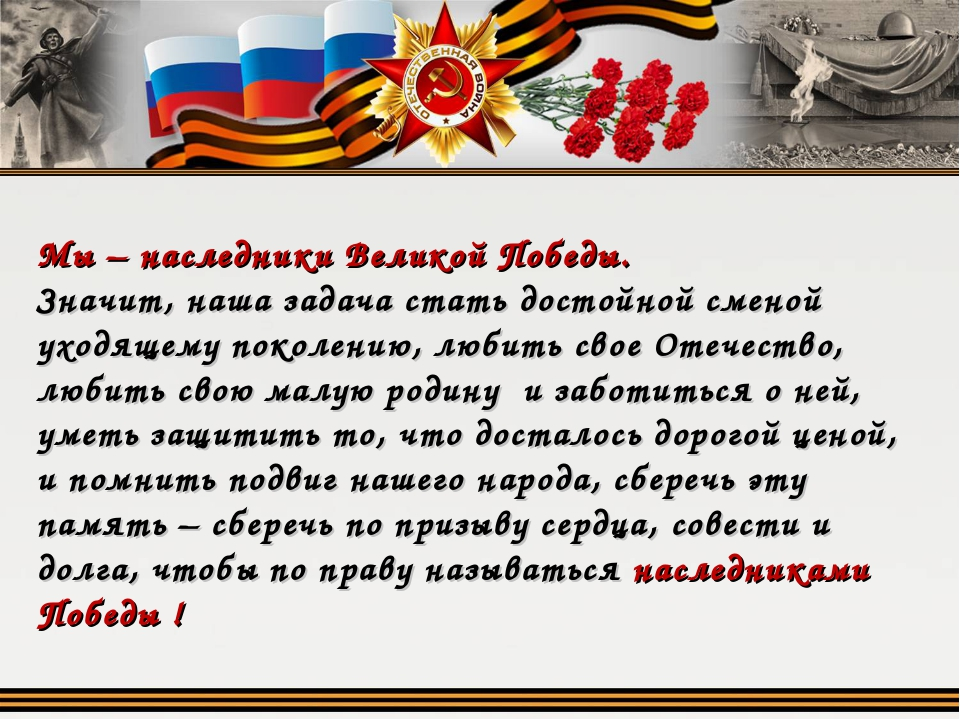 ОТЕЧЕСТВЕННАЯ ВОЙНА
Мы – наследники Великой Победы.
Значит, наша задача стать достойной сменой
уходящему поколению, любить свое Отечество,
любить свою малую родину и заботиться о ней,
уметь защитить то, что досталось дорогой ценой,
и помнить подвиг нашего народа, сберечь эту
память – сберечь по призыву сердца, совести и
долга, чтобы по праву называться наследниками
Победы !